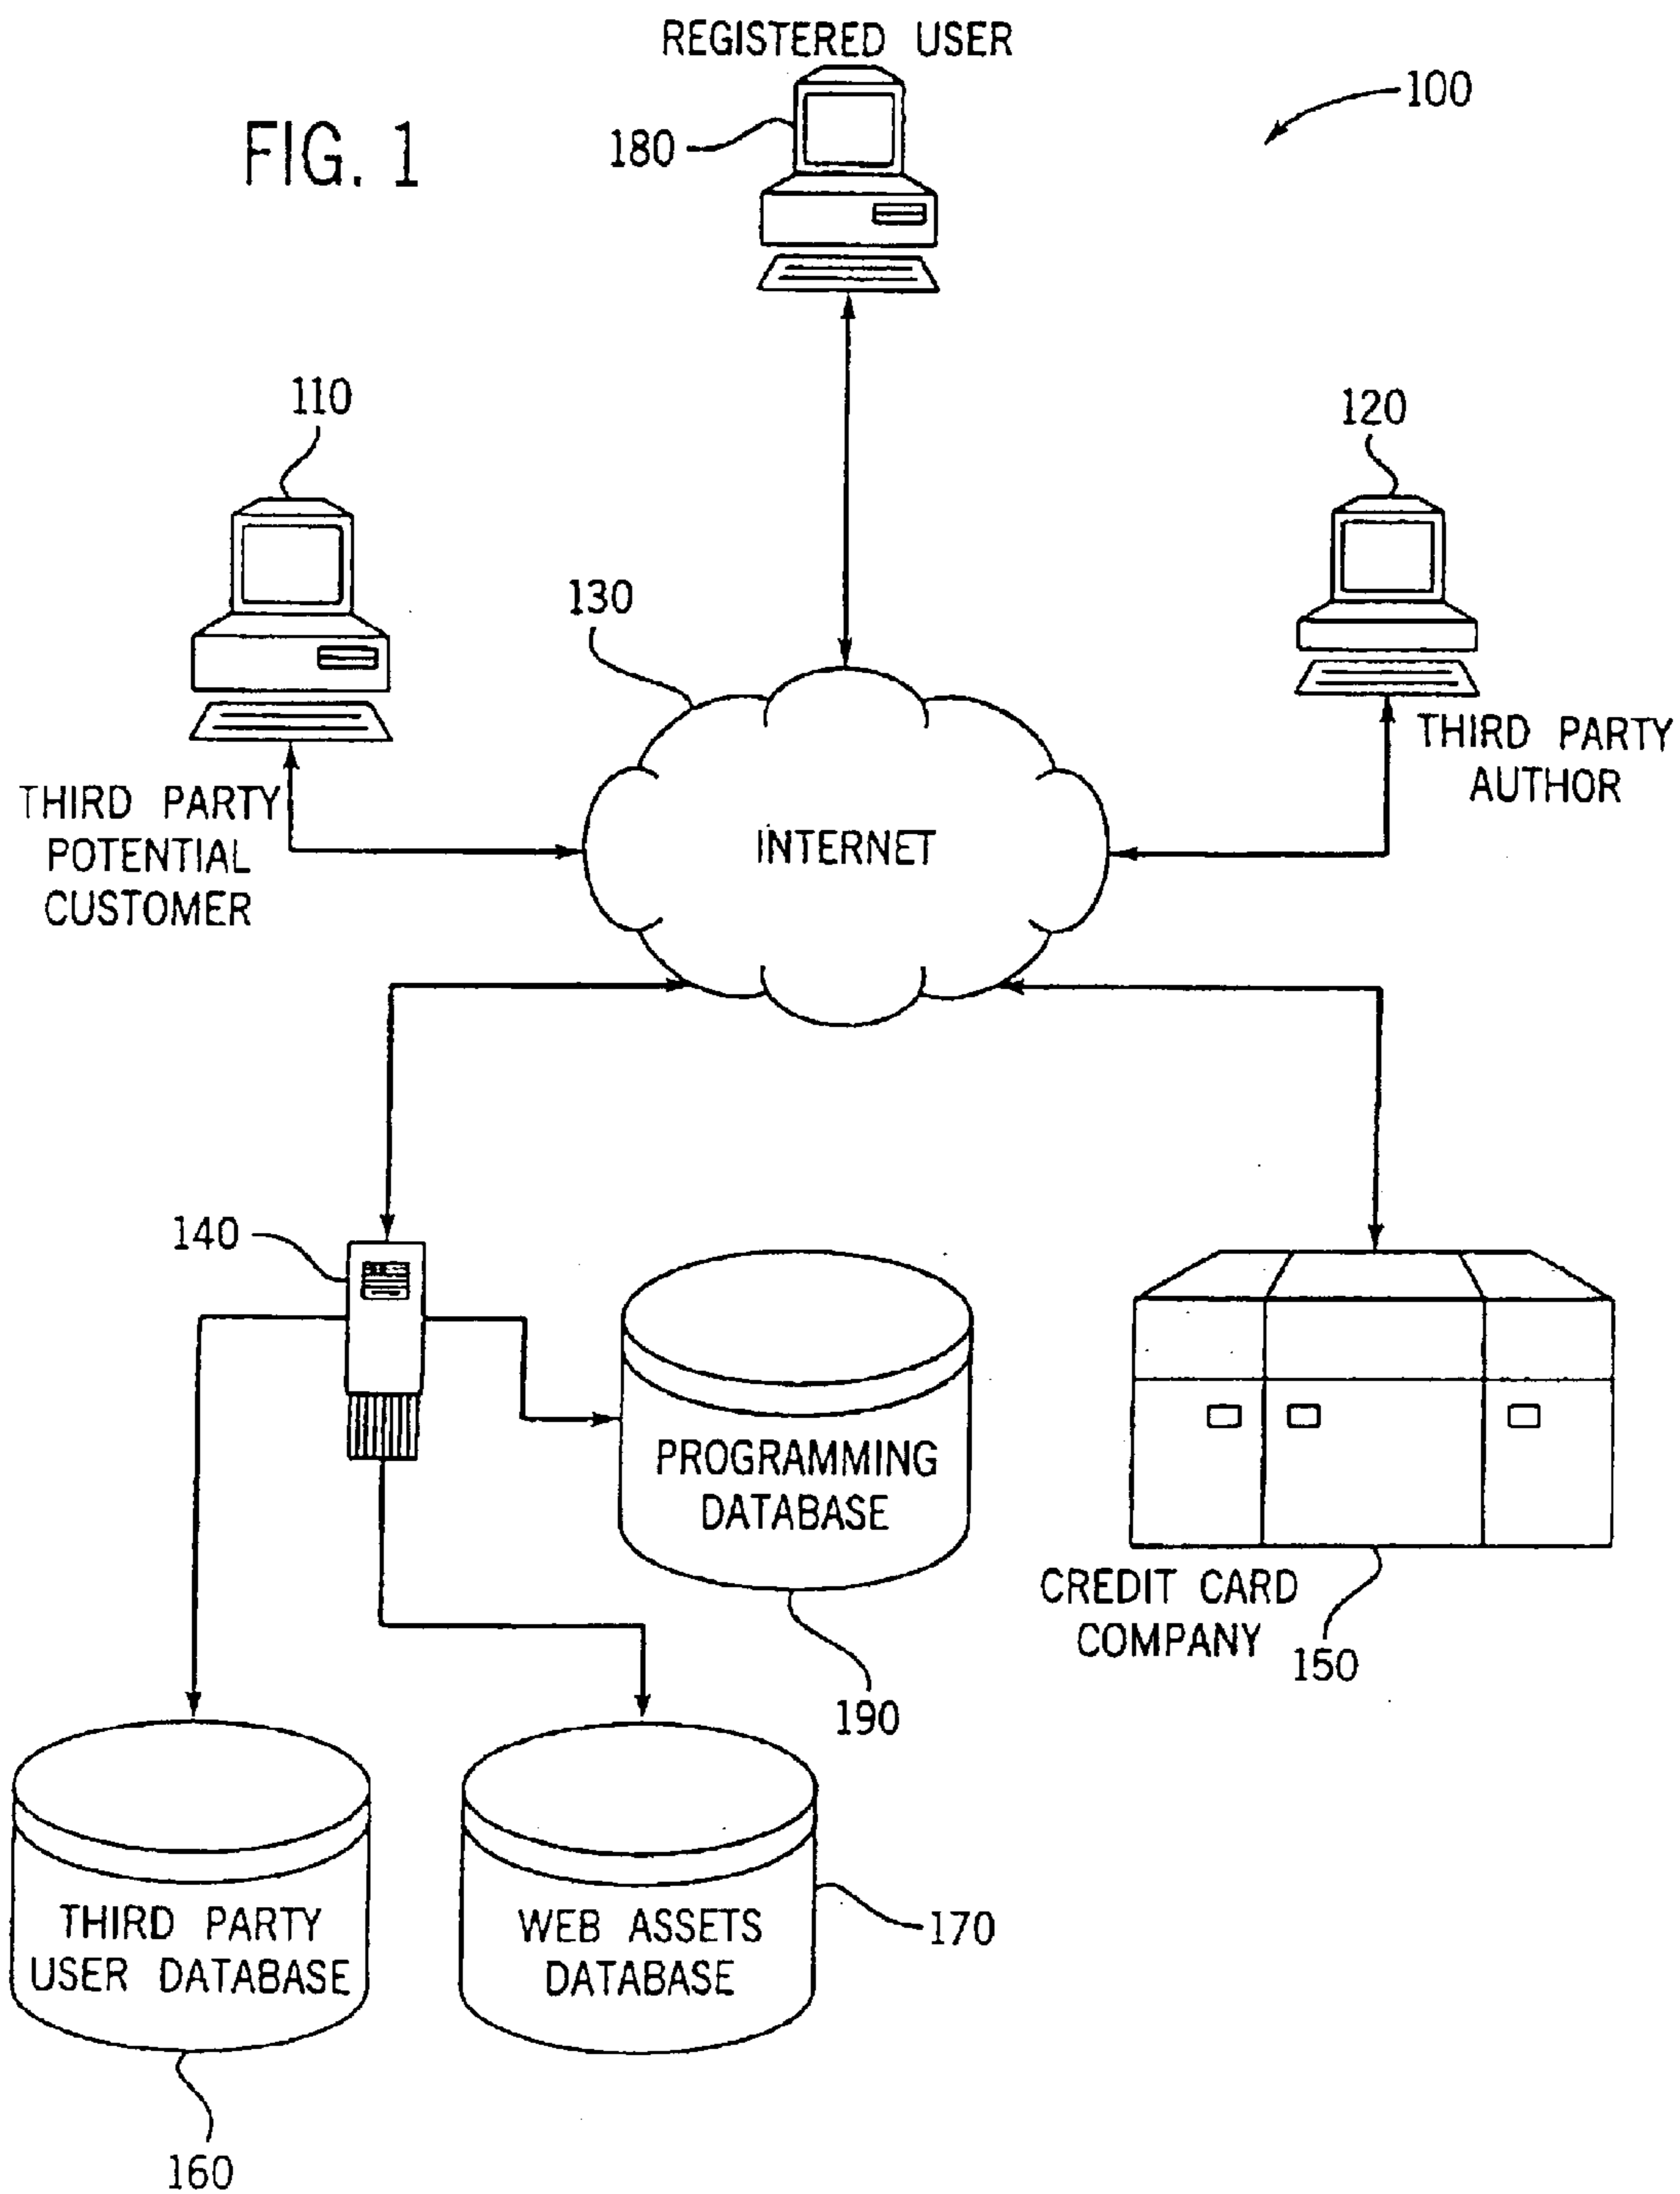 REGISTERED USER
100
FIG. 1
180
110
120
130
THIRD PARTY
AUTHOR
THIRD PARTY
POTENTIAL
CUSTOMER
INTERNET
140
PROGRAMMING
DATABASE
CREDIT CARD
COMPANY
150
190
THIRD PARTY
USER DATABASE
WEB ASSETS
DATABASE
170
160